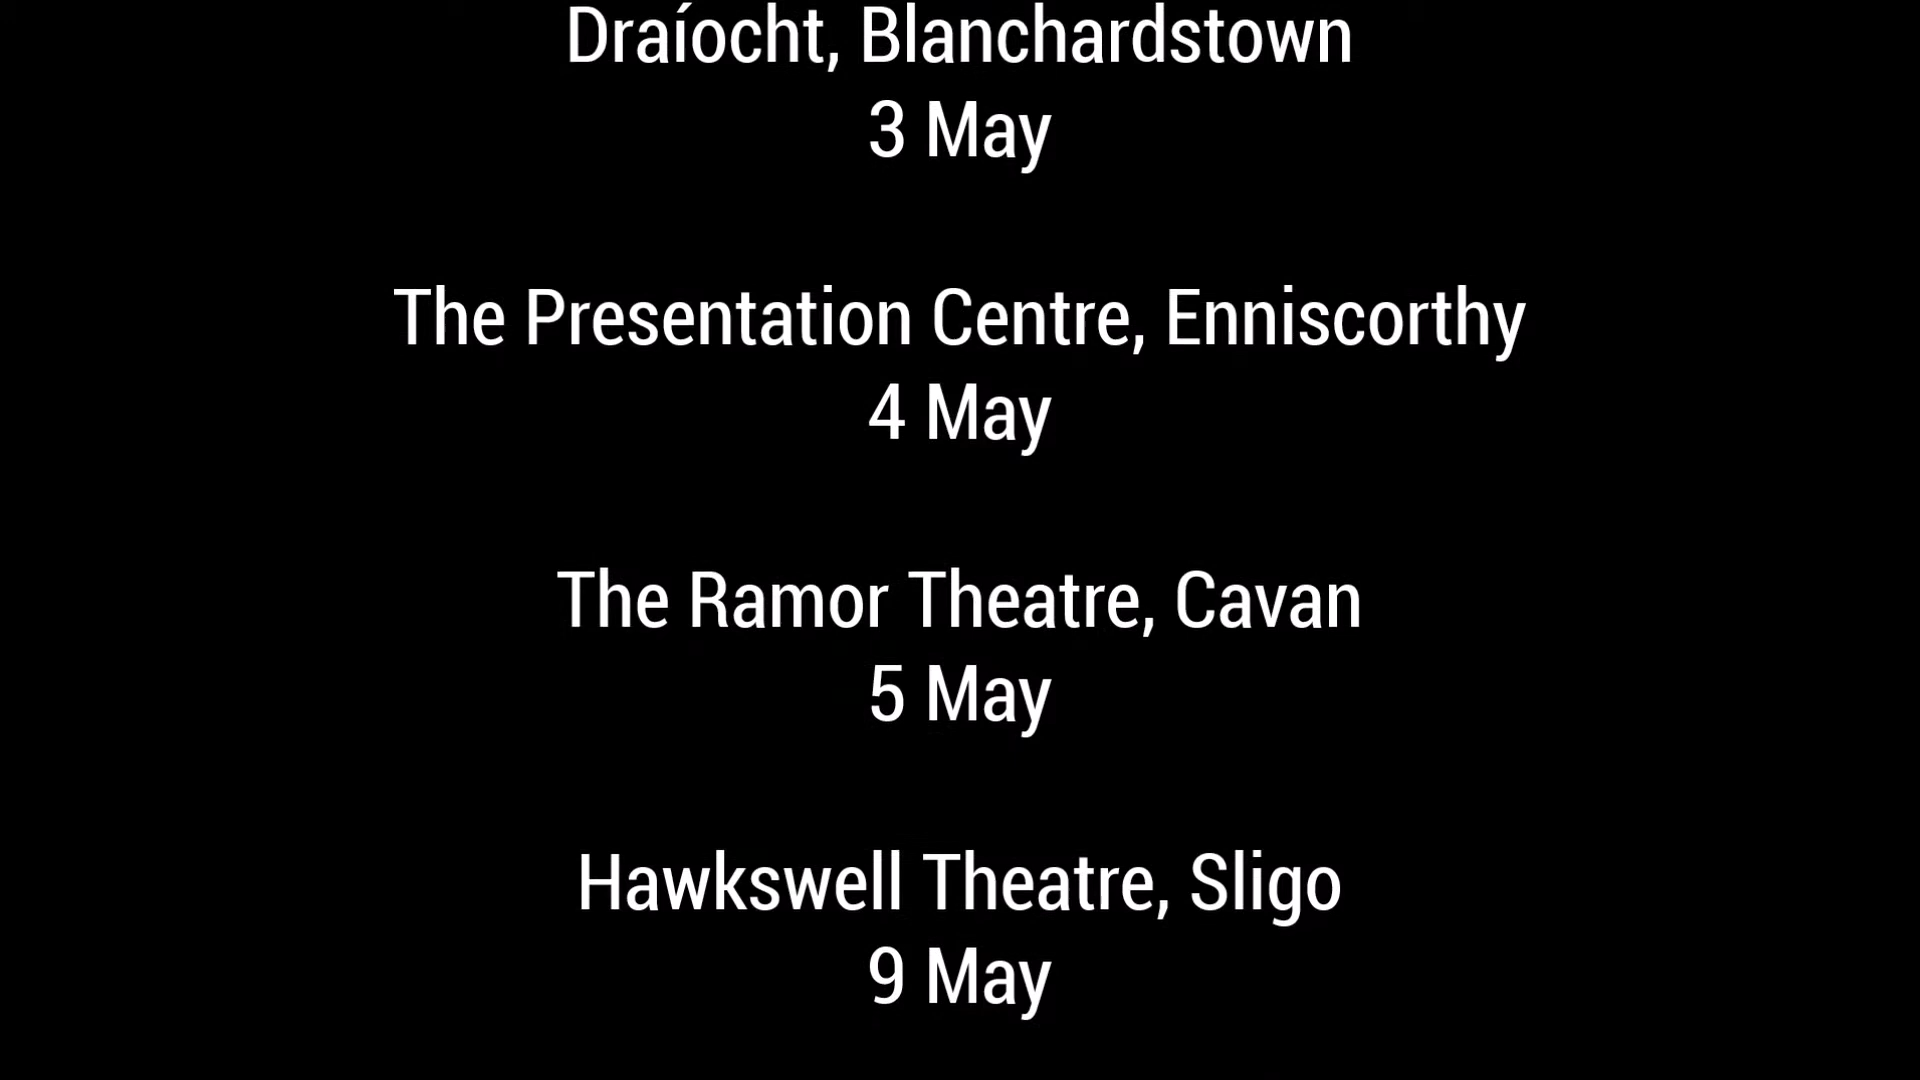 Draíocht, Blanchardstown
3 May
The Presentation Centre, Enniscorthy
4 May
The Ramor Theatre, Cavan
5 May
Hawkswell Theatre, Sligo
9 May